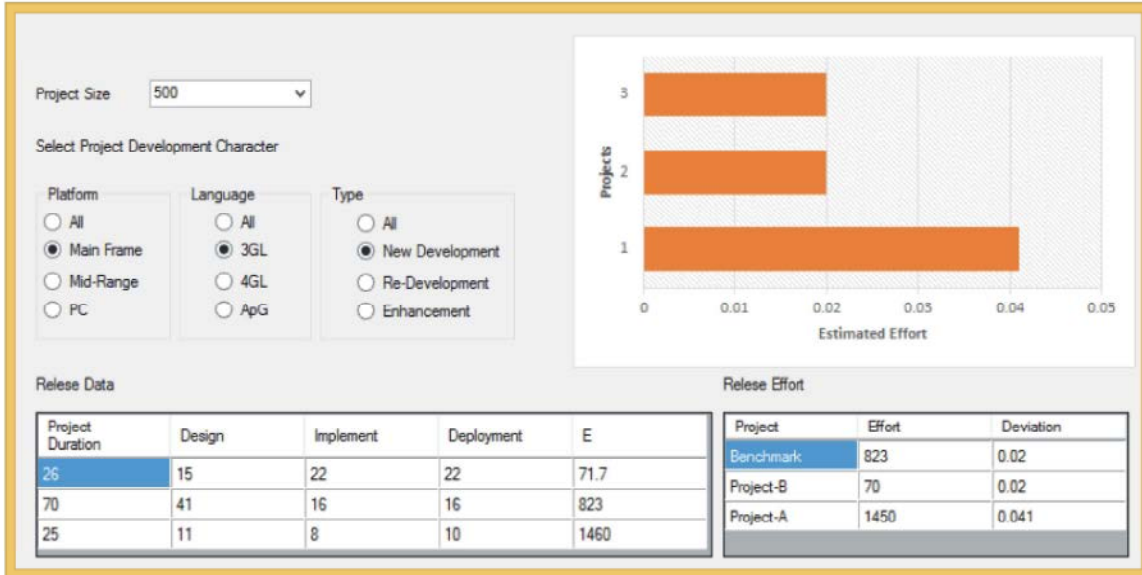 Project Size 500
Select Project Development Character
Platform
All
Main Frame
Mid-Range
PC
Language
All
3GL
4GL
ApG
Type
All
New Development
Re-Development
Enhancement
Projects
3
2
1
0 0.01 0.02 0.03 0.04 0.05
Estimated Effort
Relese Data
Project Duration Design Implement Deployment E
26 15 22 22 71.7
70 41 16 16 823
25 11 8 10 1460
Relese Effort
Project Effort Deviation
Benchmark 823 0.02
Project-B 70 0.02
Project-A 1450 0.041